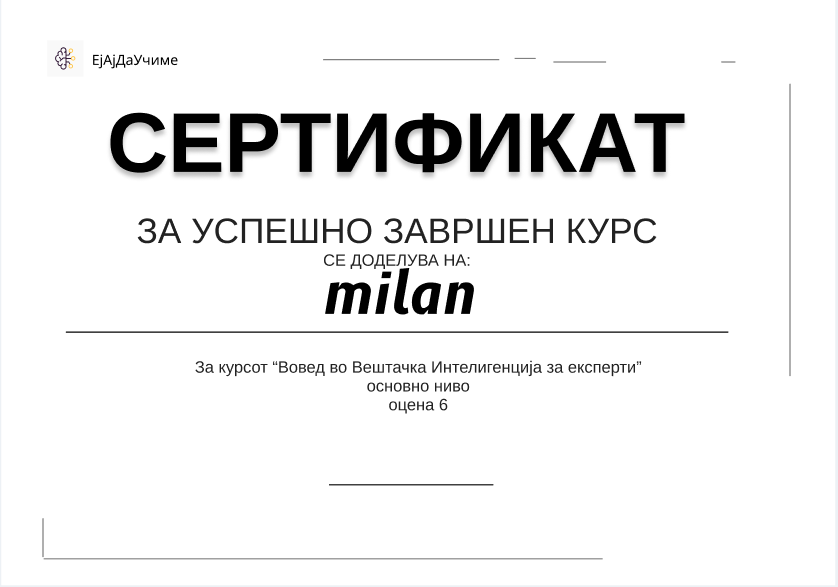 ЕјАјДаУчиме
СЕРТИФИКАТ
ЗА УСПЕШНО ЗАВРШЕН КУРС
СЕ ДОДЕЛУВА НА:
milan
За курсот “Вовед во Вештачка Интелигенција за експерти”
основно ниво
оцена 6